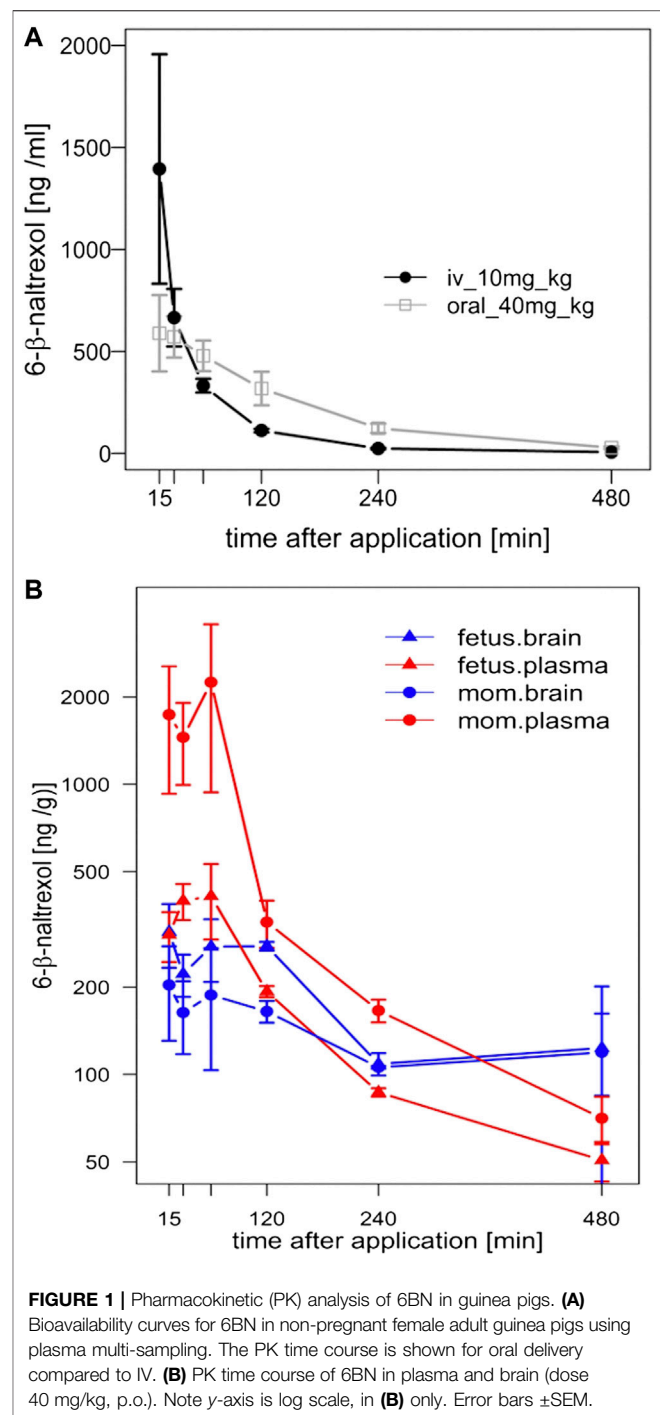 A
6-β-naltrexol [ng /ml]
2000
1500
1000
500
0
iv_10mg_kg
oral_40mg_kg
15
120
240
480
time after application [min]
B
6-β-naltrexol [ng /g)]
2000
1000
500
200
100
50
fetus.brain
fetus.plasma
mom.brain
mom.plasma
15
120
240
480
time after application [min]
FIGURE 1 | Pharmacokinetic (PK) analysis of 6BN in guinea pigs. (A)
Bioavailability curves for 6BN in non-pregnant female adult guinea pigs using
plasma multi-sampling. The PK time course is shown for oral delivery
compared to IV. (B) PK time course of 6BN in plasma and brain (dose
40 mg/kg, p.o.). Note y-axis is log scale, in (B) only. Error bars ±SEM.